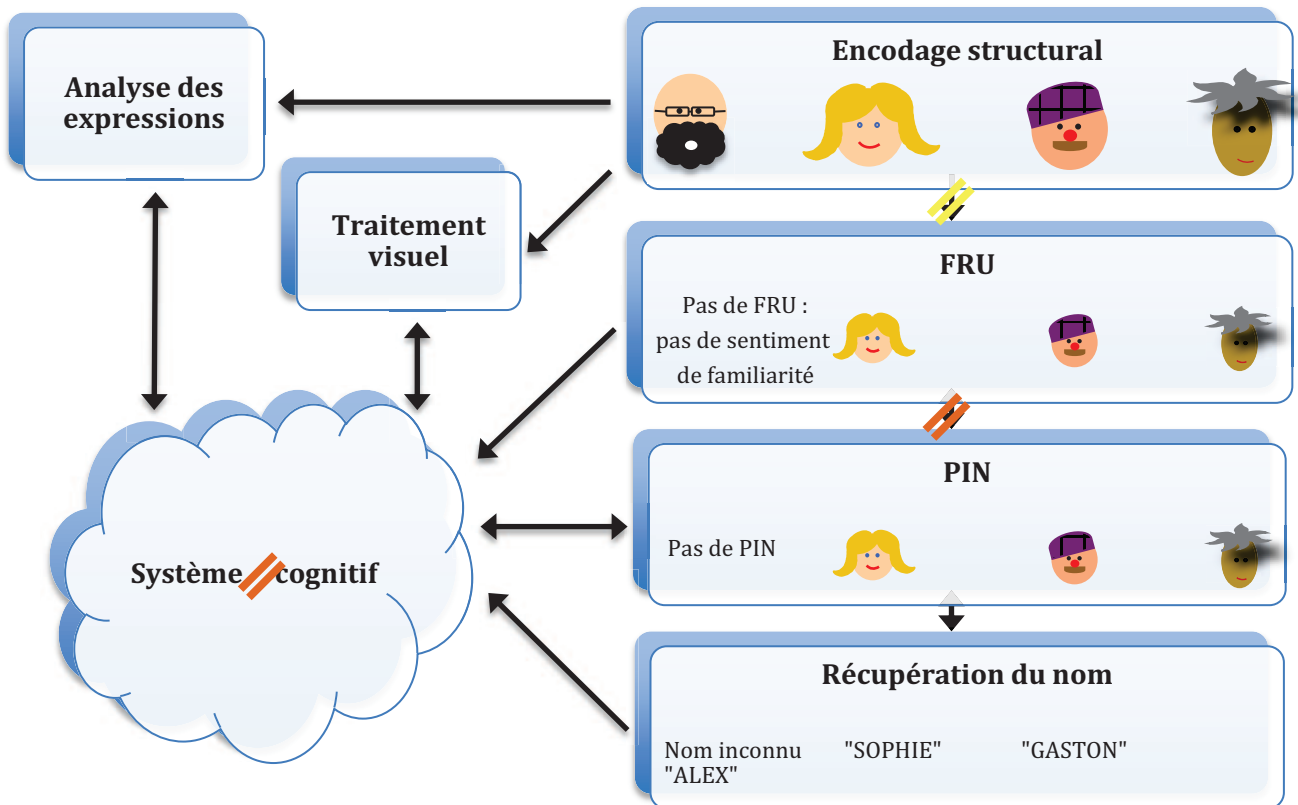 Encodage structural
Analyse des
expressions
Traitement
visuel
FRU
Pas de FRU :
pas de sentiment
de familiarité
PIN
Pas de PIN
Système cognitif
Récupération du nom
Nom inconnu "SOPHIE" "GASTON"
"ALEX"